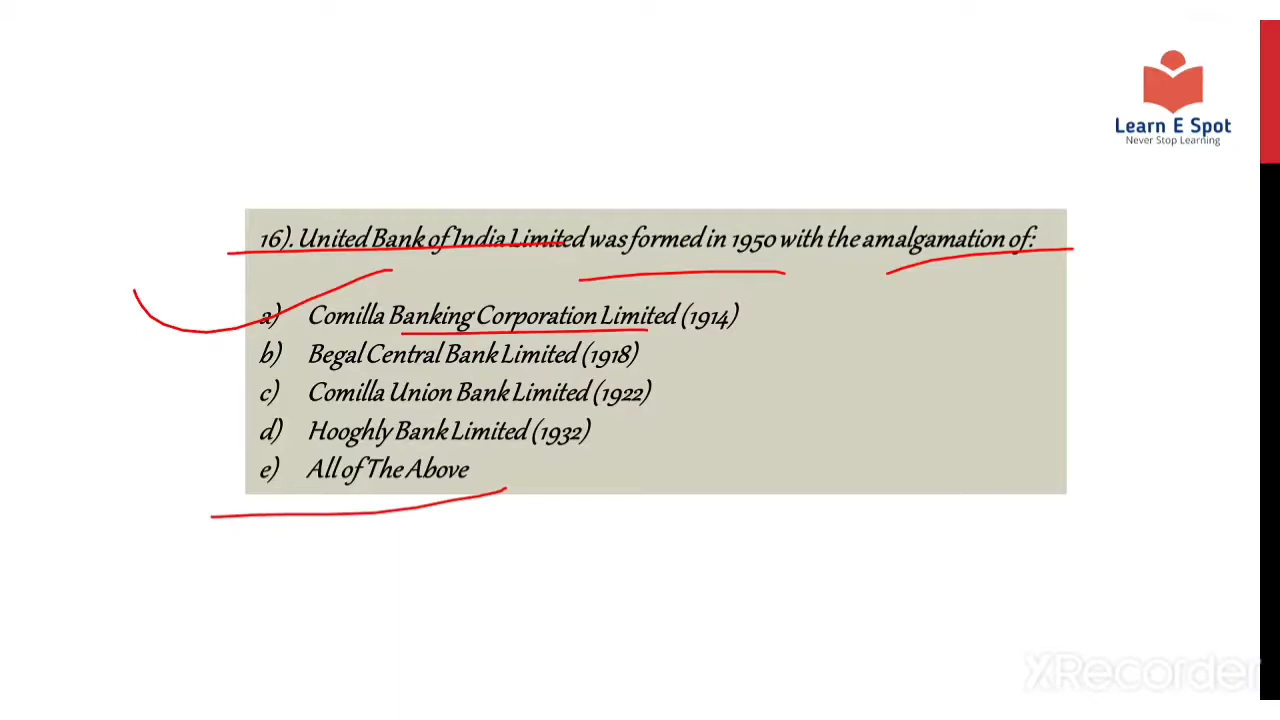 Learn E Spot
Never Stop Learning
16). United Bank of India Limited was formed in 1950 with the amalgamation of:
a) Comilla Banking Corporation Limited (1914)
b) Begal Central Bank Limited (1918)
c) Comilla Union Bank Limited (1922)
d) Hooghly Bank Limited (1932)
e) All of The Above
XRecorder